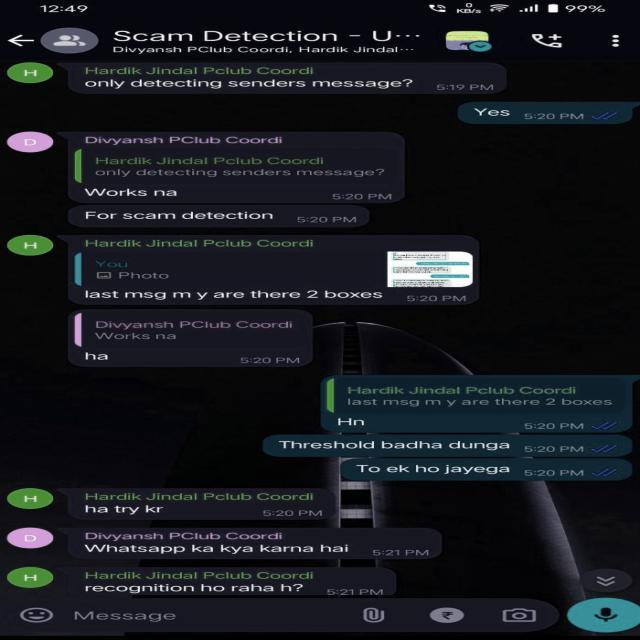 12:49
0
KB/s
99%
Scam Detection - U...
Divyansh PClub Coordi, Hardik Jindal...
H
Hardik Jindal Pclub Coordi
only detecting senders message?
5:19 PM
Yes
5:20 PM
D
Divyansh PClub Coordi
Hardik Jindal Pclub Coordi
only detecting senders message?
Works na
5:20 PM
For scam detection
5:20 PM
H
Hardik Jindal Pclub Coordi
You
Photo
last msg m y are there 2 boxes
5:20 PM
Divyansh PClub Coordi
Works na
ha
5:20 PM
Hardik Jindal Pclub Coordi
last msg m y are there 2 boxes
Hn
5:20 PM
Threshold badha dunga
5:20 PM
To ek ho jayega
5:20 PM
H
Hardik Jindal Pclub Coordi
ha try kr
5:20 PM
D
Divyansh PClub Coordi
Whatsapp ka kya karna hai
5:21 PM
H
Hardik Jindal Pclub Coordi
recognition ho raha h?
5:21 PM
Message
₹